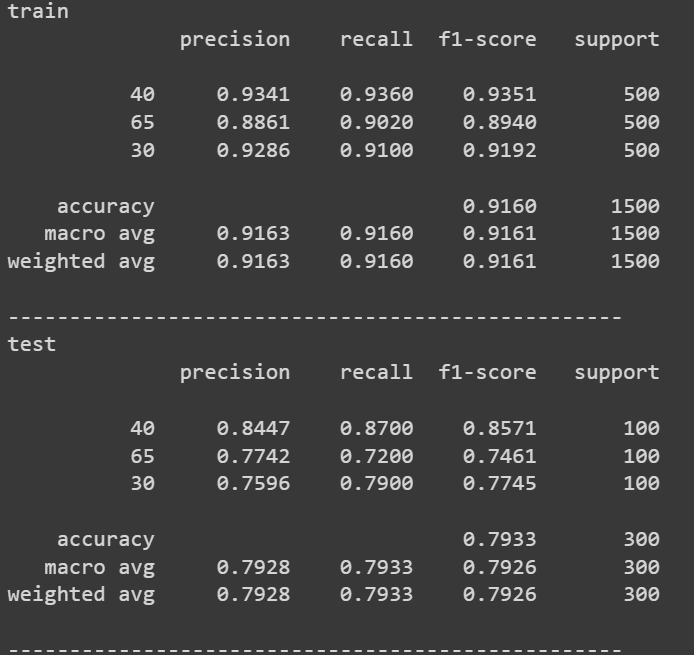 train
precision recall f1-score support
40 0.9341 0.9360 0.9351 500
65 0.8861 0.9020 0.8940 500
30 0.9286 0.9100 0.9192 500
accuracy 0.9160 1500
macro avg 0.9163 0.9160 0.9161 1500
weighted avg 0.9163 0.9160 0.9161 1500
--------------------------------------------------
test
precision recall f1-score support
40 0.8447 0.8700 0.8571 100
65 0.7742 0.7200 0.7461 100
30 0.7596 0.7900 0.7745 100
accuracy 0.7933 300
macro avg 0.7928 0.7933 0.7926 300
weighted avg 0.7928 0.7933 0.7926 300
--------------------------------------------------